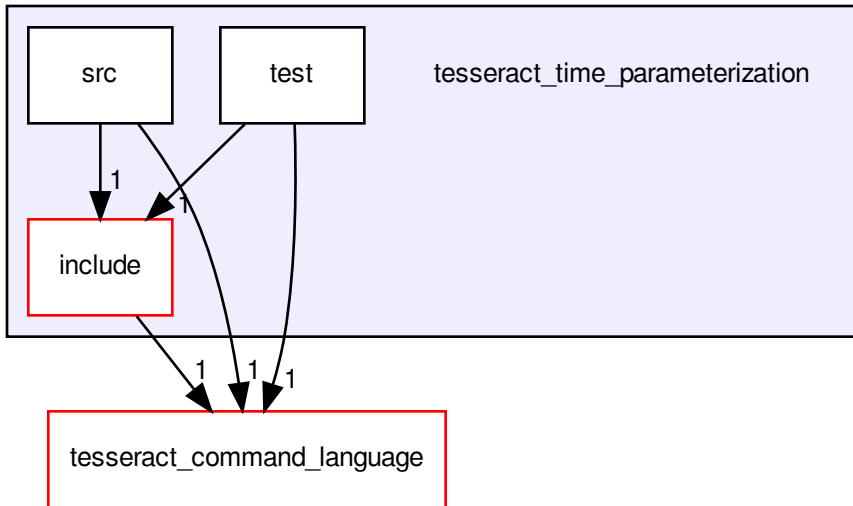 src
test
tesseract_time_parameterization
1
1
include
1
1
1
tesseract_command_language